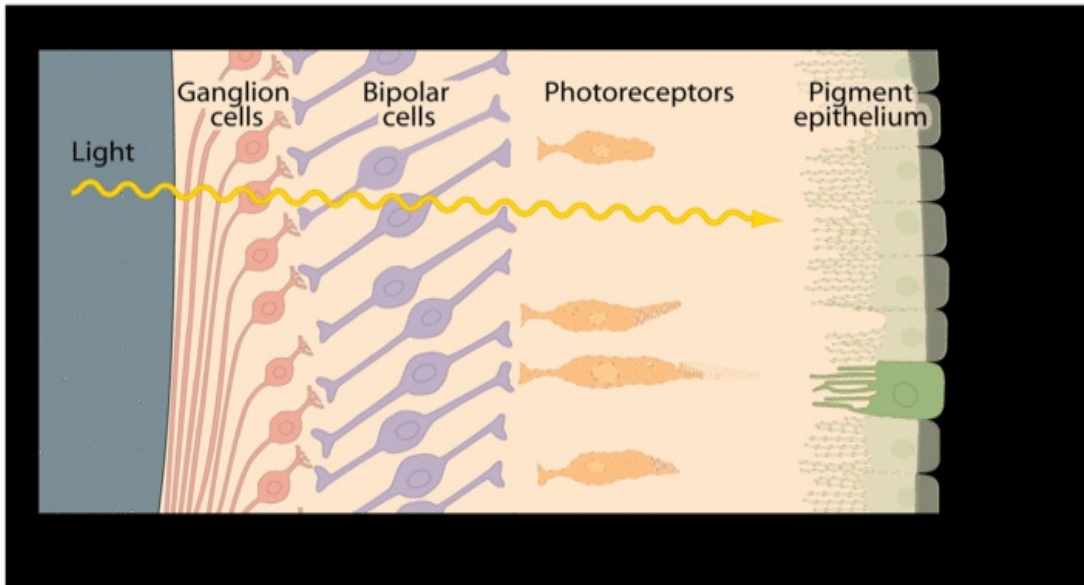 Ganglion
cells
Bipolar
cells
Photoreceptors
Pigment
epithelium
Light